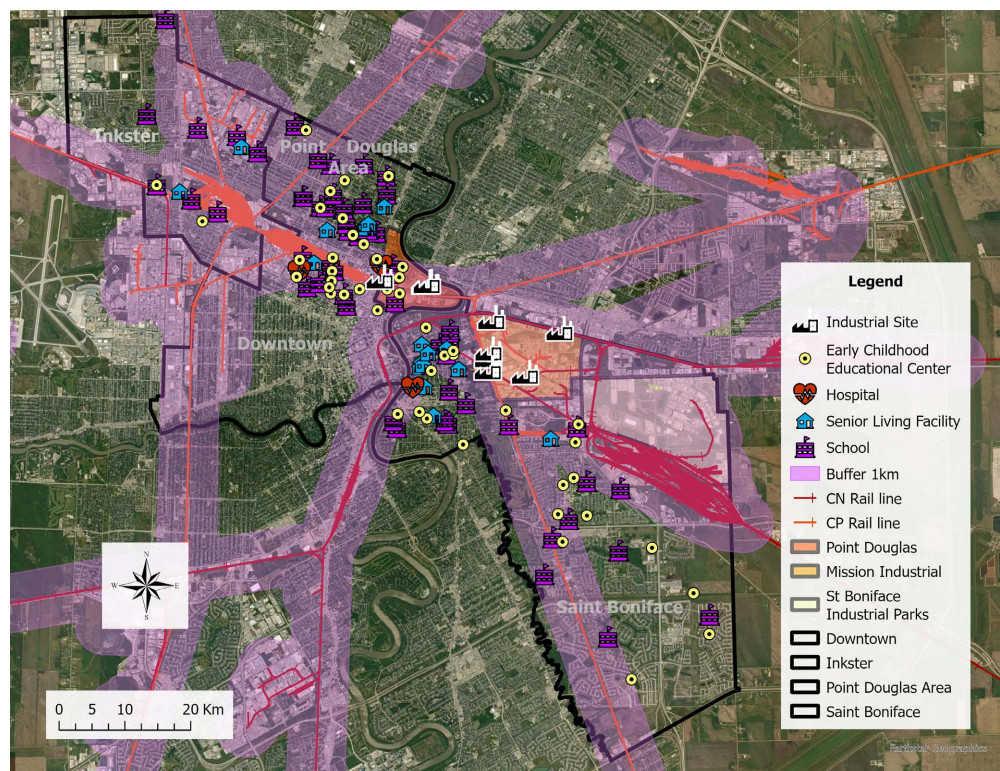 Inkster
Point Douglas
Area
Downtown
Saint Boniface
Legend
Industrial Site
Early Childhood
Educational Center
Hospital
Senior Living Facility
School
Buffer 1km
CN Rail line
CP Rail line
Point Douglas
Mission Industrial
St Boniface
Industrial Parks
Downtown
Inkster
Point Douglas Area
Saint Boniface
N
W E
S
0 5 10 20 Km
Earthstar Geographics